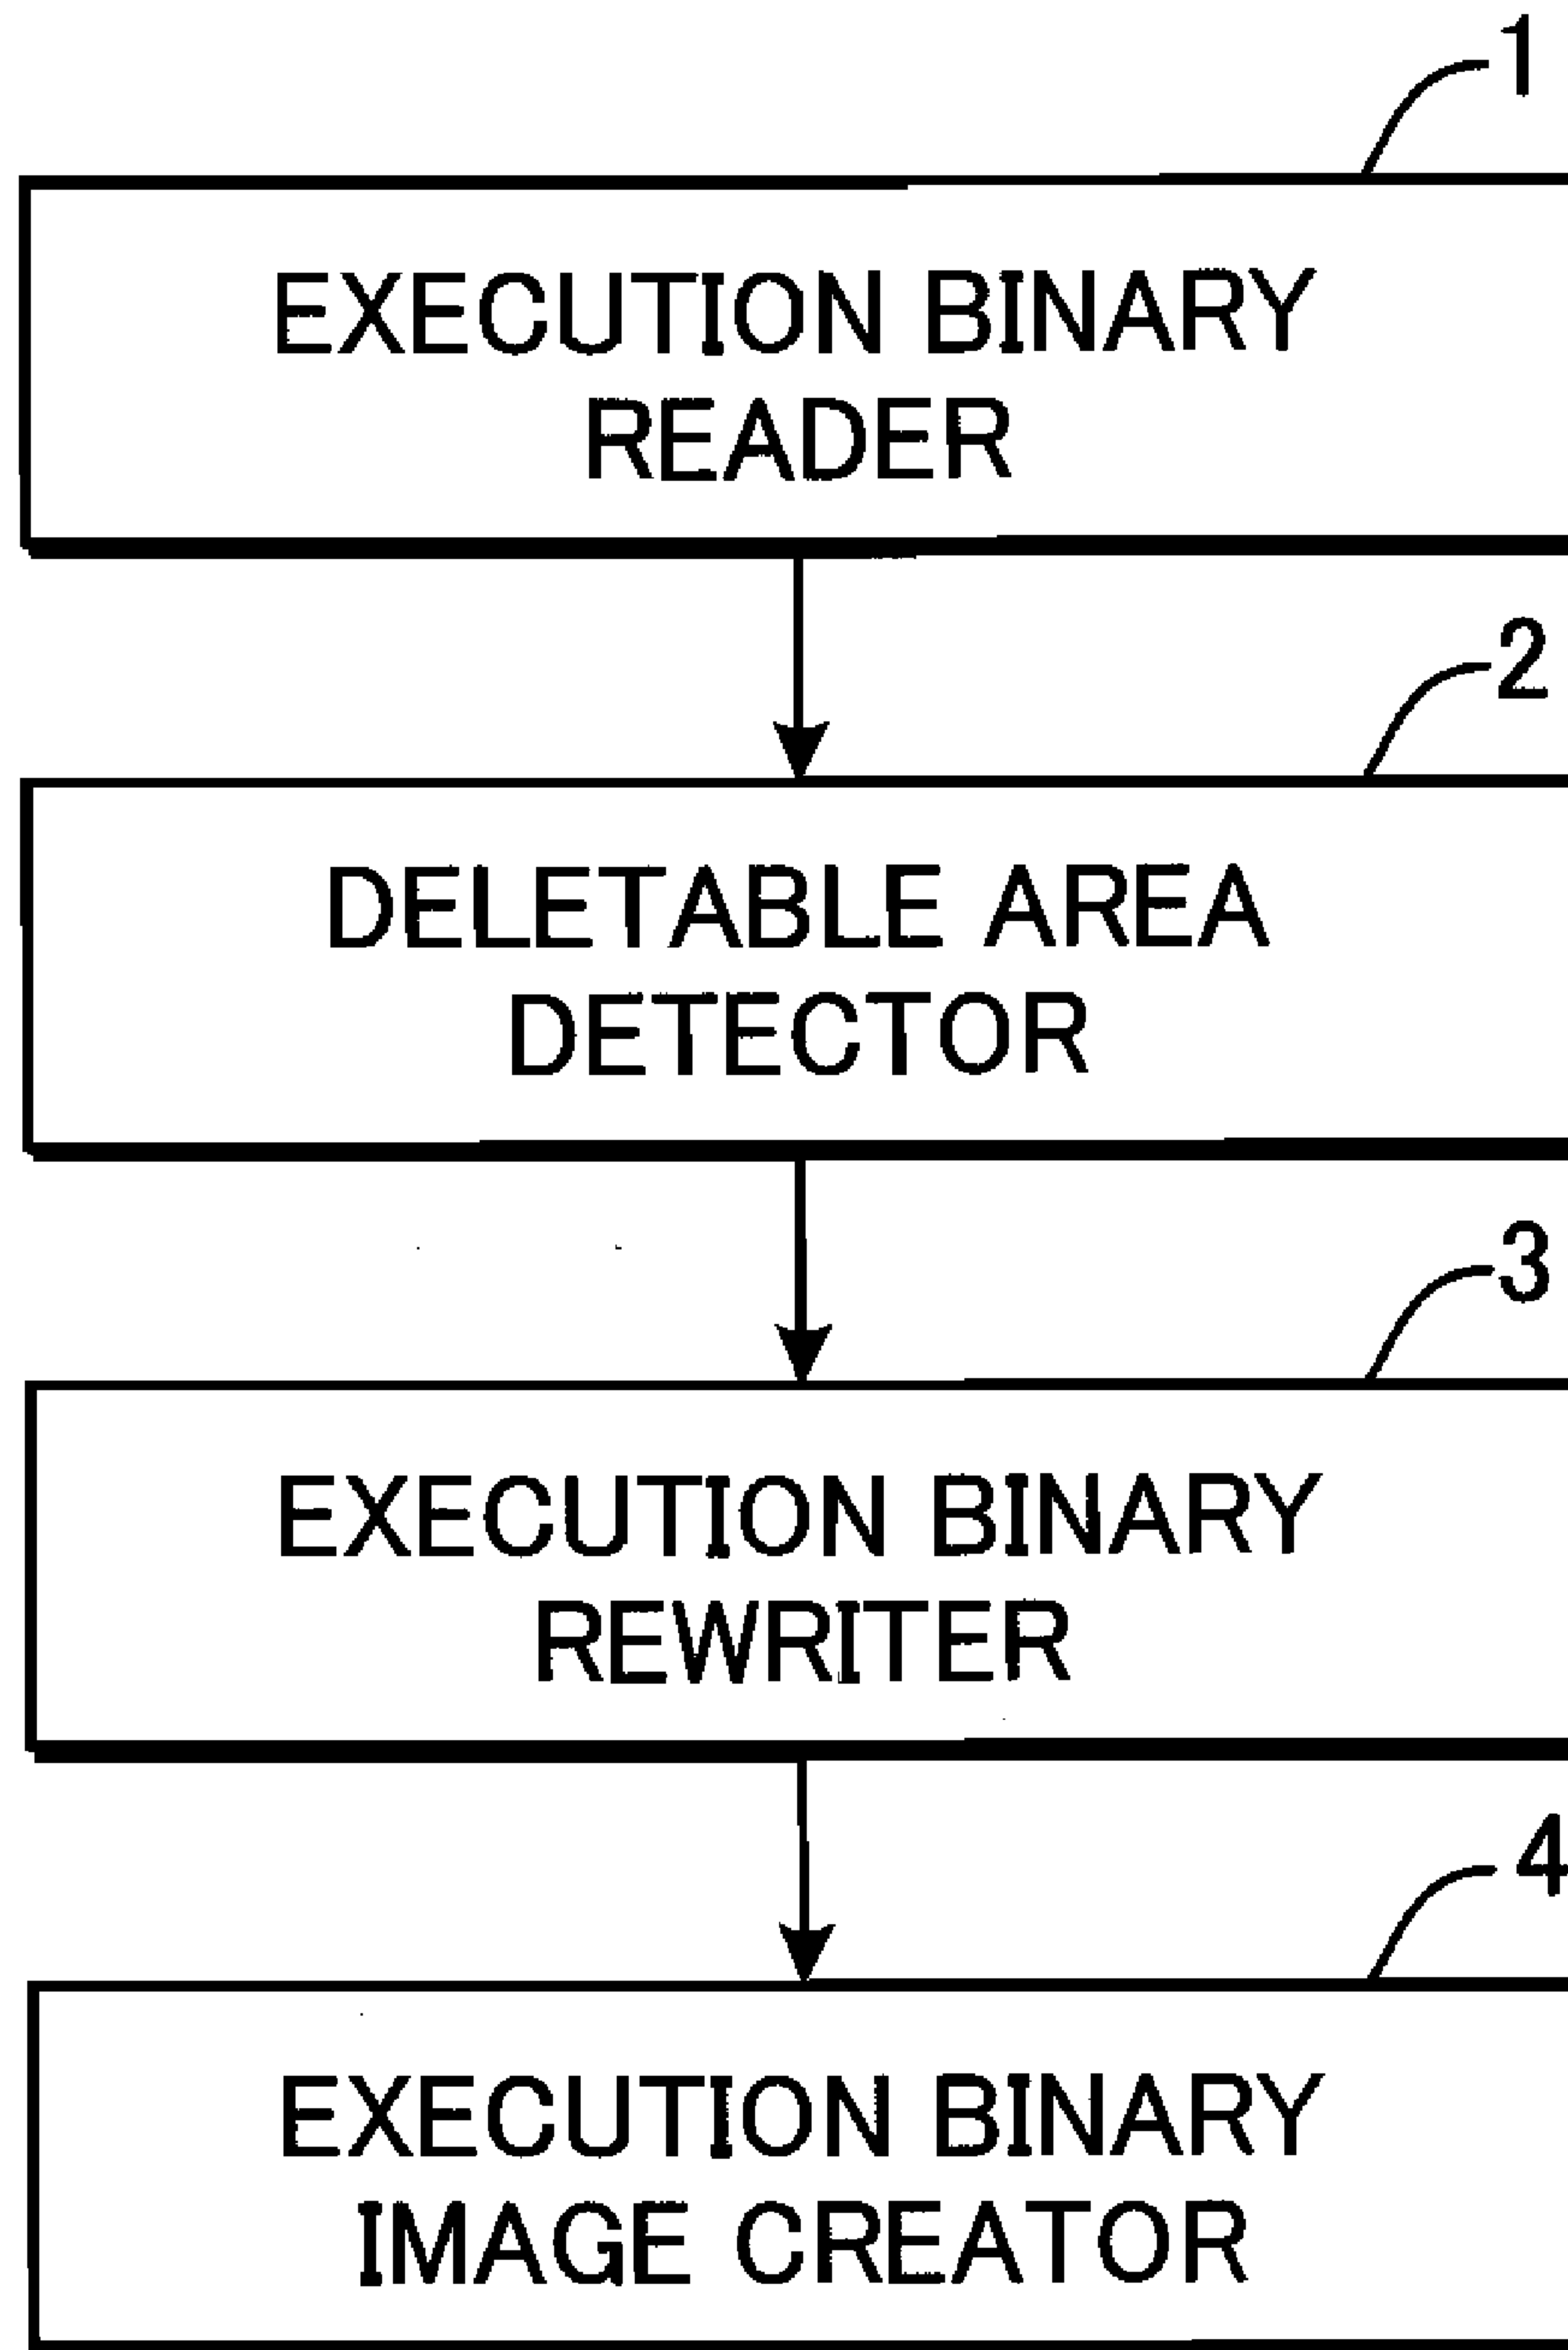 1
EXECUTION BINARY
READER
2
DELETABLE AREA
DETECTOR
3
EXECUTION BINARY
REWRITER
4
EXECUTION BINARY
IMAGE CREATOR